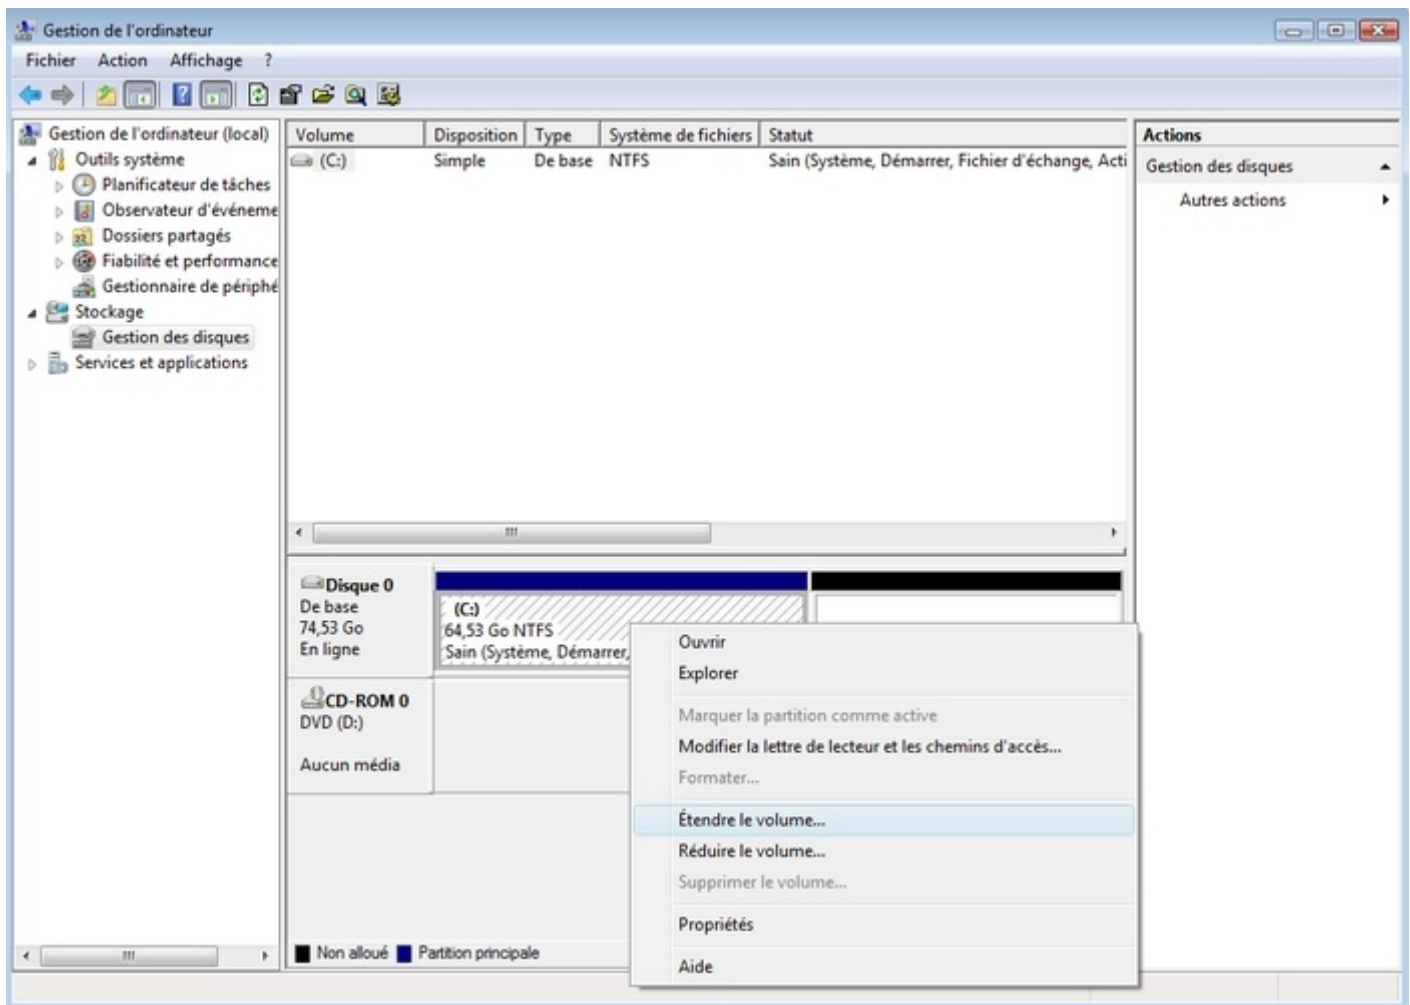 Gestion de l'ordinateur
Fichier Action Affichage ?
Gestion de l'ordinateur (local)
Outils système
Planificateur de tâches
Observateur d'événeme
Dossiers partagés
Fiabilité et performance
Gestionnaire de périphé
Stockage
Gestion des disques
Services et applications
Volume Disposition Type Système de fichiers Statut
(C:) Simple De base NTFS Sain (Système, Démarrer, Fichier d'échange, Acti
Actions
Gestion des disques
Autres actions
Disque 0
De base
74,53 Go
En ligne
(C:)
64,53 Go NTFS
Sain (Système, Démarrer,
CD-ROM 0
DVD (D:)
Aucun média
Ouvrir
Explorer
Marquer la partition comme active
Modifier la lettre de lecteur et les chemins d'accès...
Formater...
Étendre le volume...
Réduire le volume...
Supprimer le volume...
Propriétés
Aide
Non alloué Partition principale